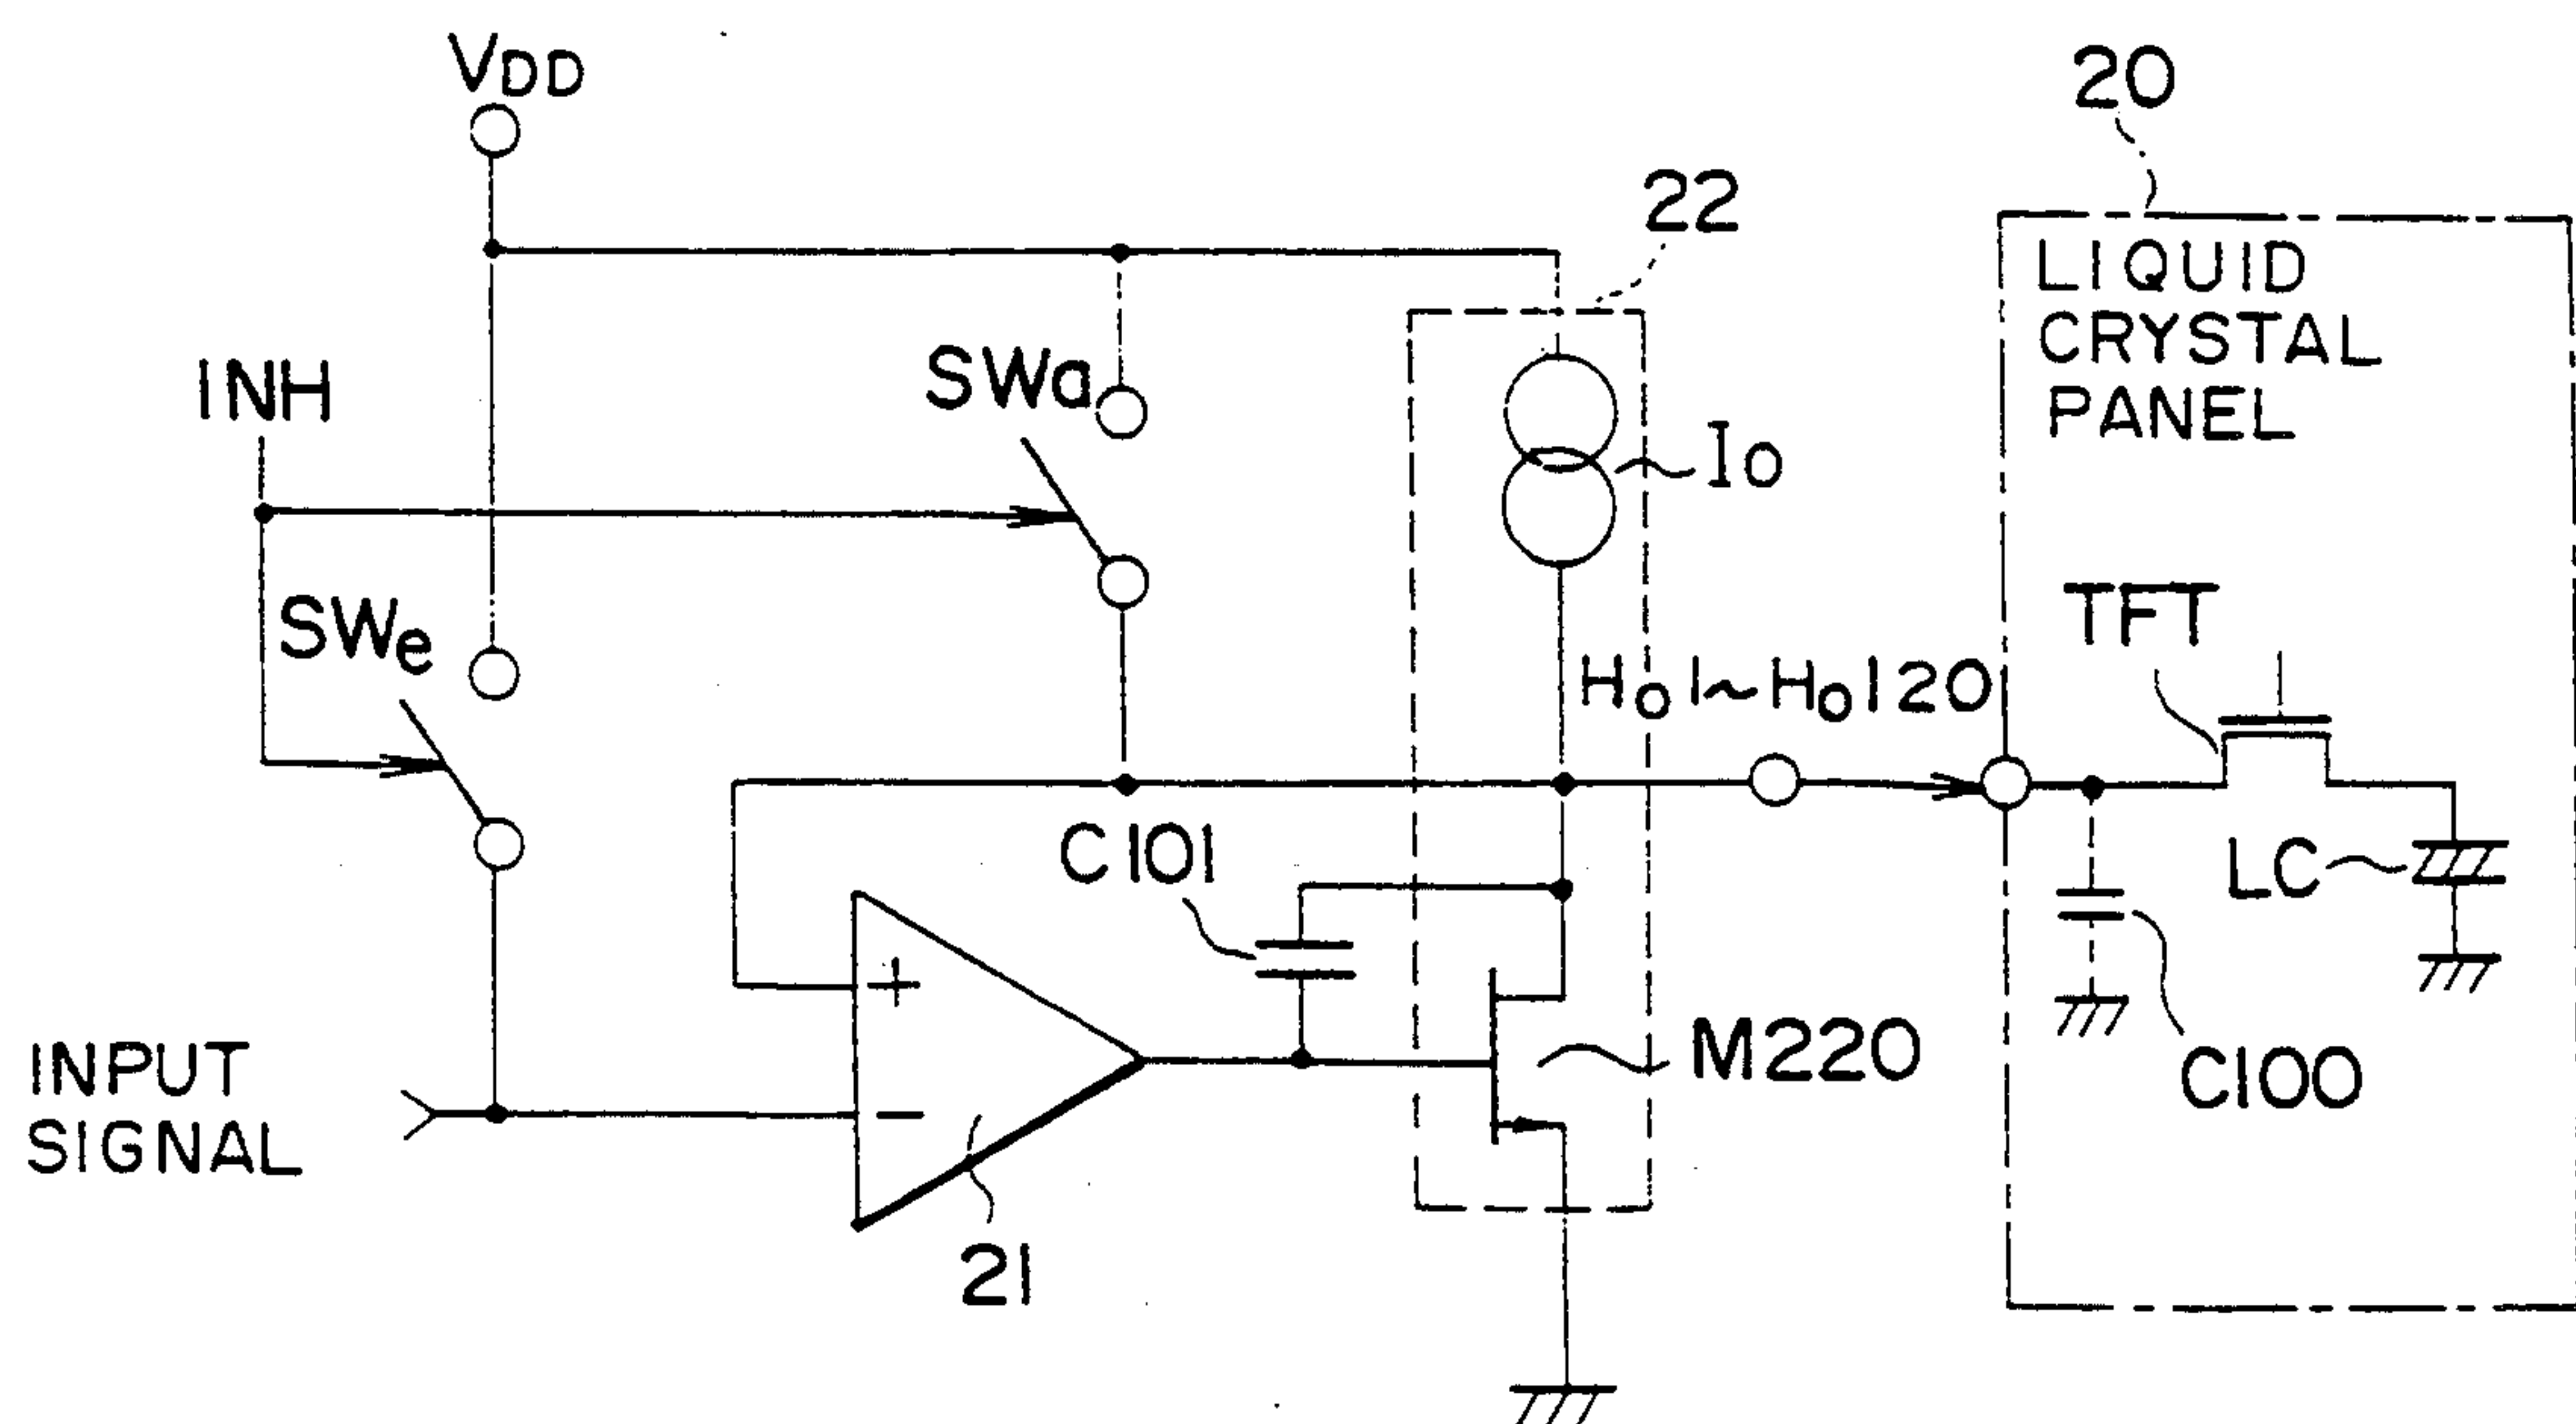 VDD
20
22
LIQUID
CRYSTAL
PANEL
INH
SWa
Io
SWe
TFT
Ho1~Ho120
C101
LC
+
M220
C100
INPUT
SIGNAL
−
21